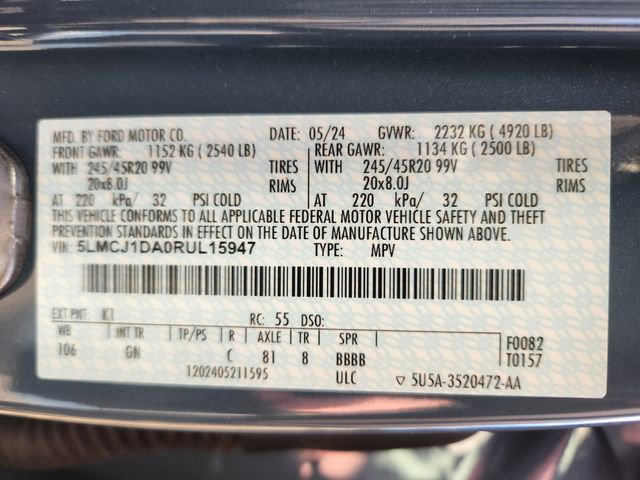 MFD. BY FORD MOTOR CO. DATE: 05/24 GVWR: 2232 KG ( 4920 LB)
FRONT GAWR: 1152 KG ( 2540 LB) REAR GAWR: 1134 KG ( 2500 LB)
WITH 245/45R20 99V TIRES WITH 245/45R20 99V TIRES
20x8.0J RIMS 20x8.0J RIMS
AT 220 kPa/ 32 PSI COLD AT 220 kPa/ 32 PSI COLD
THIS VEHICLE CONFORMS TO ALL APPLICABLE FEDERAL MOTOR VEHICLE SAFETY AND THEFT
PREVENTION STANDARDS IN EFFECT ON THE DATE OF MANUFACTURE SHOWN ABOVE.
VIN: 5LMCJ1DA0RUL15947 TYPE: MPV
EXT PNT: K1 RC: 55 DSO:
WB INT TR TP/PS R AXLE TR SPR F0082
106 GN C 81 8 BBBB T0157
1202405211595 ULC ▽ 5U5A-3520472-AA